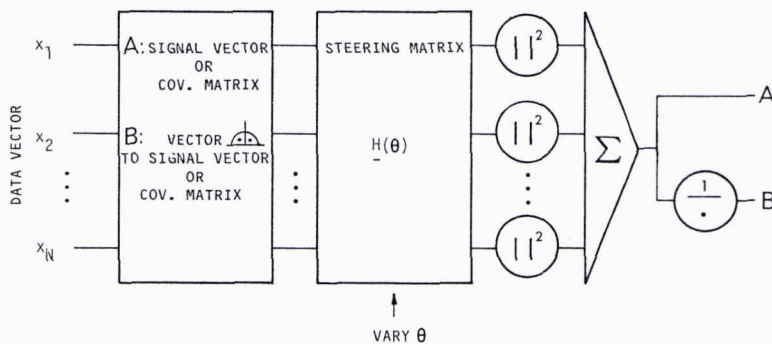 DATA VECTOR
x1
x2
xN
A: SIGNAL VECTOR
OR
COV. MATRIX
B: VECTOR
TO SIGNAL VECTOR
OR
COV. MATRIX
STEERING MATRIX
H(θ)
| |²
| |²
| |²
Σ
A
1
B
VARY θ